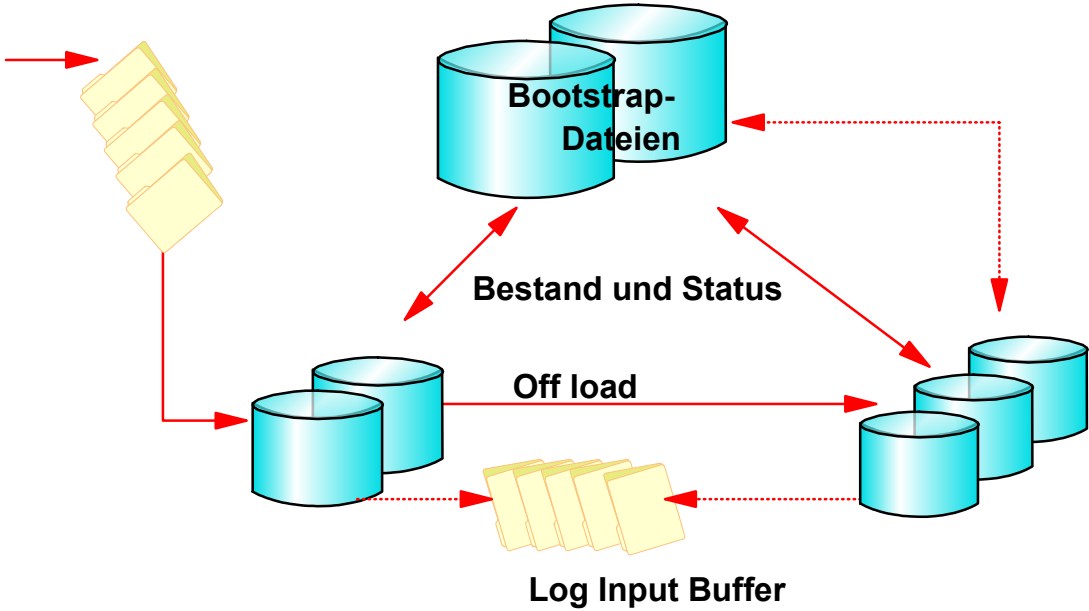 Bootstrap-
Dateien
Bestand und Status
Off load
Log Input Buffer